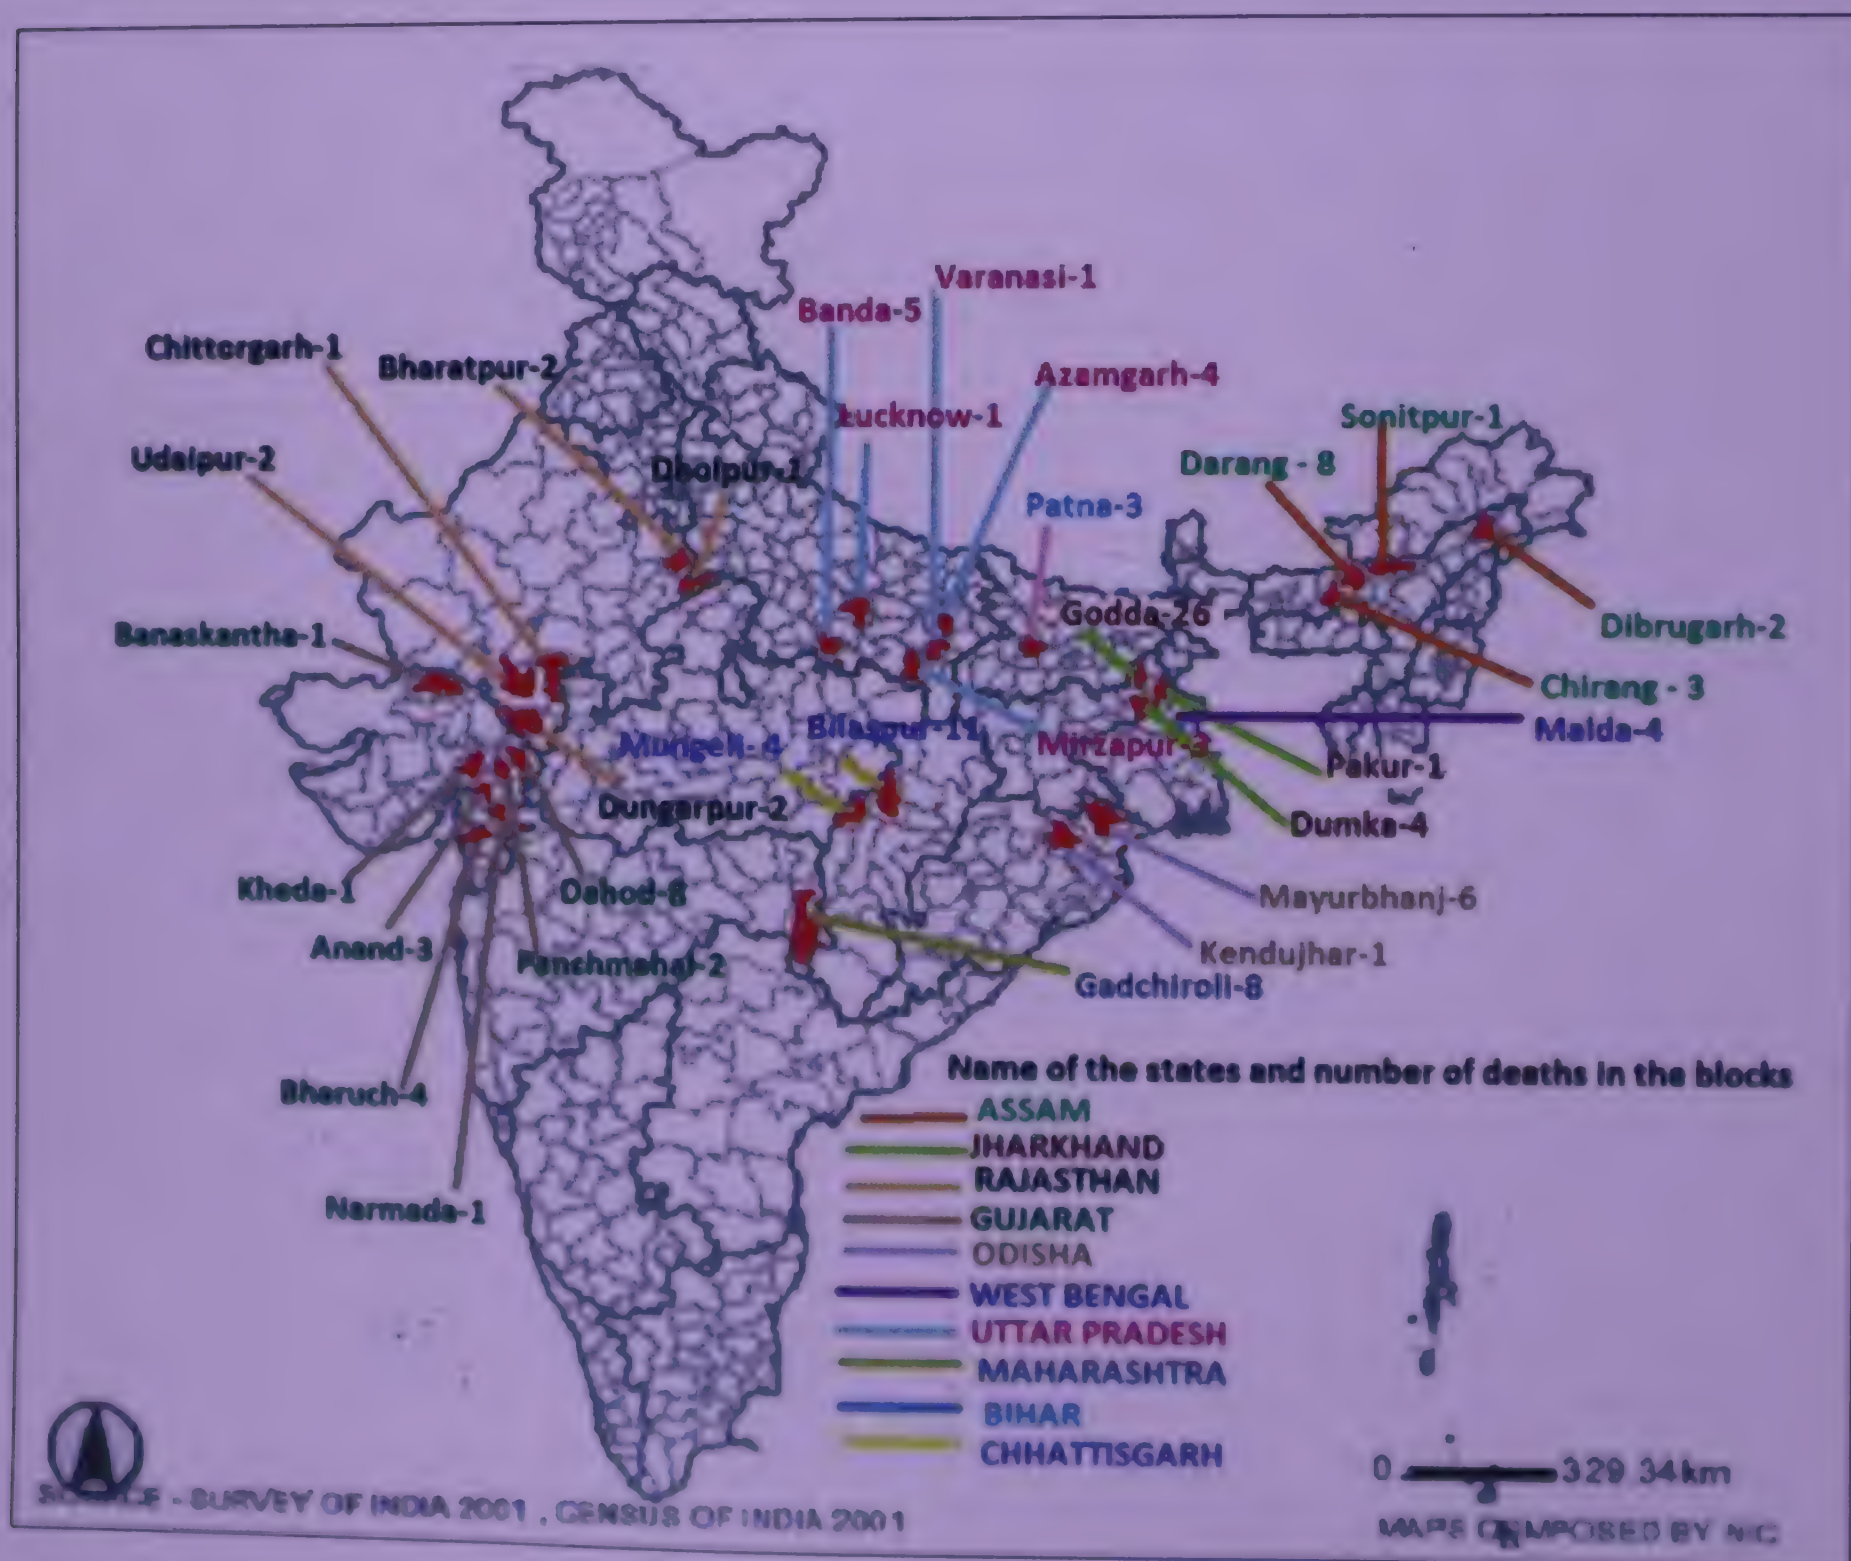 Varanasi-1
Banda-5
Chittorgarh-1
Bharatpur-2
Azamgarh-4
Lucknow-1
Sonitpur-1
Udaipur-2
Dholpur-1
Darang - 8
Patna-3
Godda-26
Banaskantha-1
Dibrugarh-2
Chirang - 3
Mungeli- 4
Bilaspur-11
Mirzapur-3
Malda-4
Pakur-1
Dungarpur-2
Dumka-4
Kheda-1
Dahod-8
Mayurbhanj-6
Anand-3
Panchmahal-2
Kendujhar-1
Gadchiroli-8
Name of the states and number of deaths in the blocks
Bharuch-4
ASSAM
JHARKHAND
RAJASTHAN
Narmada-1
GUJARAT
ODISHA
WEST BENGAL
UTTAR PRADESH
MAHARASHTRA
BIHAR
CHHATTISGARH
0 329 34km
SOURCE - SURVEY OF INDIA 2001 , CENSUS OF INDIA 2001
MAPS COMPOSED BY NIC